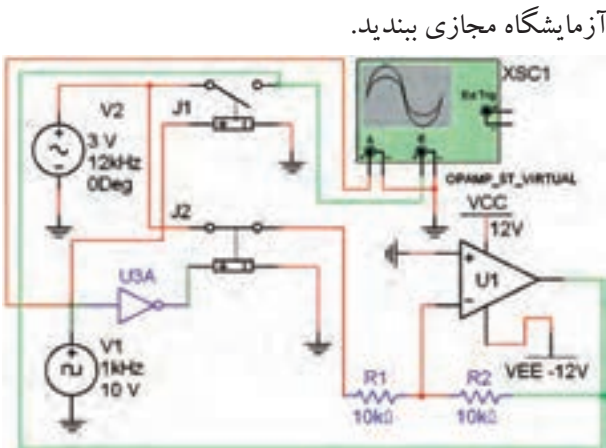 آزمایشگاه مجازی ببندید.
XSC1
Ext Trig
V2
3 V
12kHz
0Deg
J1
A
B
OPAMP_5T_VIRTUAL
VCC
12V
J2
U3A
U1
V1
1kHz
10 V
VEE -12V
R1
10kΩ
R2
10kΩ